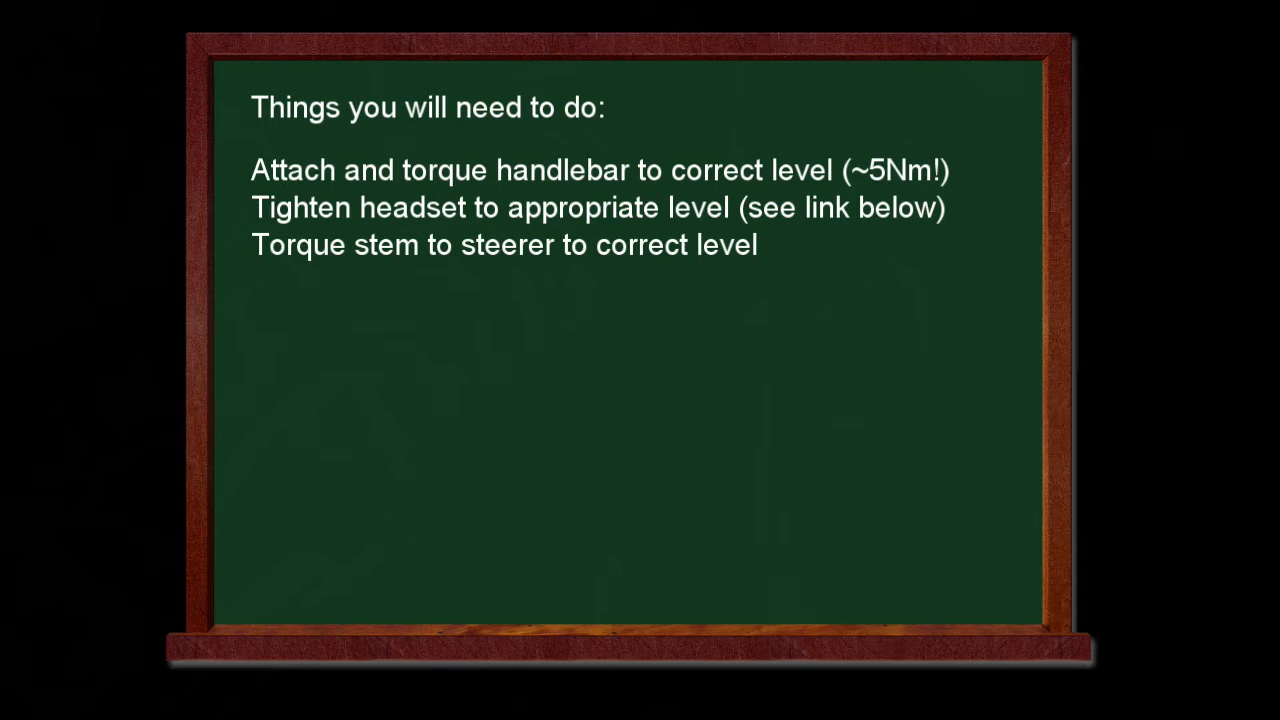 Things you will need to do:
Attach and torque handlebar to correct level (~5Nm!)
Tighten headset to appropriate level (see link below)
Torque stem to steerer to correct level